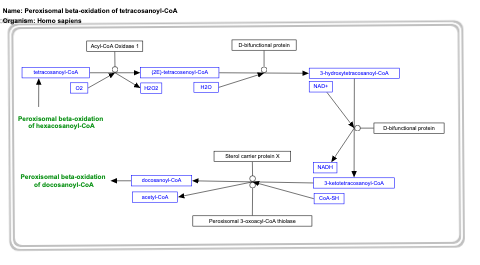 Name: Peroxisomal beta-oxidation of tetracosanoyl-CoA
Organism: Homo sapiens
Acyl-CoA Oxidase 1
D-bifunctional protein
tetracosanoyl-CoA
(2E)-tetracosenoyl-CoA
3-hydroxytetracosanoyl-CoA
O2
H2O2
H2O
NAD+
Peroxisomal beta-oxidation
of hexacosanoyl-CoA
D-bifunctional protein
Sterol carrier protein X
NADH
Peroxisomal beta-oxidation
of docosanoyl-CoA
docosanoyl-CoA
3-ketotetracosanoyl-CoA
acetyl-CoA
CoA-SH
Peroxisomal 3-oxoacyl-CoA thiolase